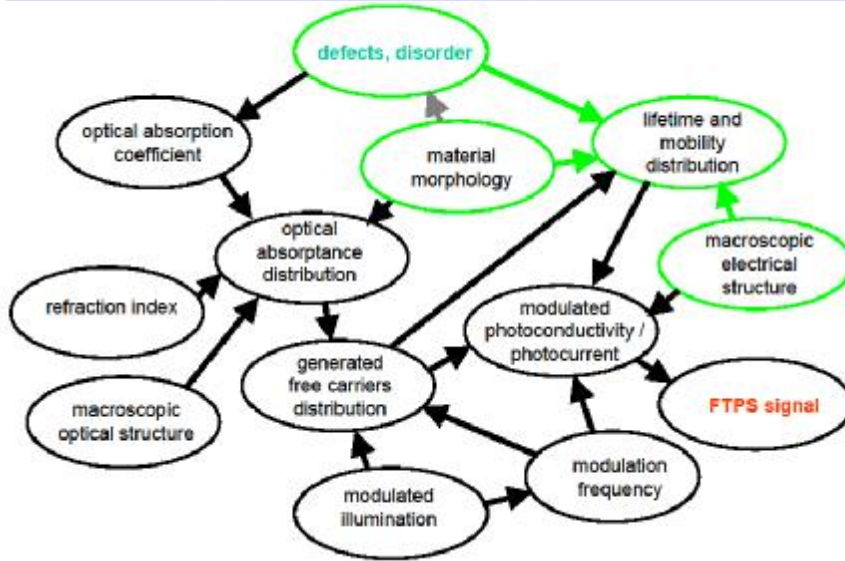 defects, disorder
optical absorption
coefficient
material
morphology
lifetime and
mobility
distribution
optical
absorptance
distribution
macroscopic
electrical
structure
refraction index
modulated
photoconductivity /
photocurrent
generated
free carriers
distribution
macroscopic
optical structure
FTPS signal
modulation
frequency
modulated
illumination